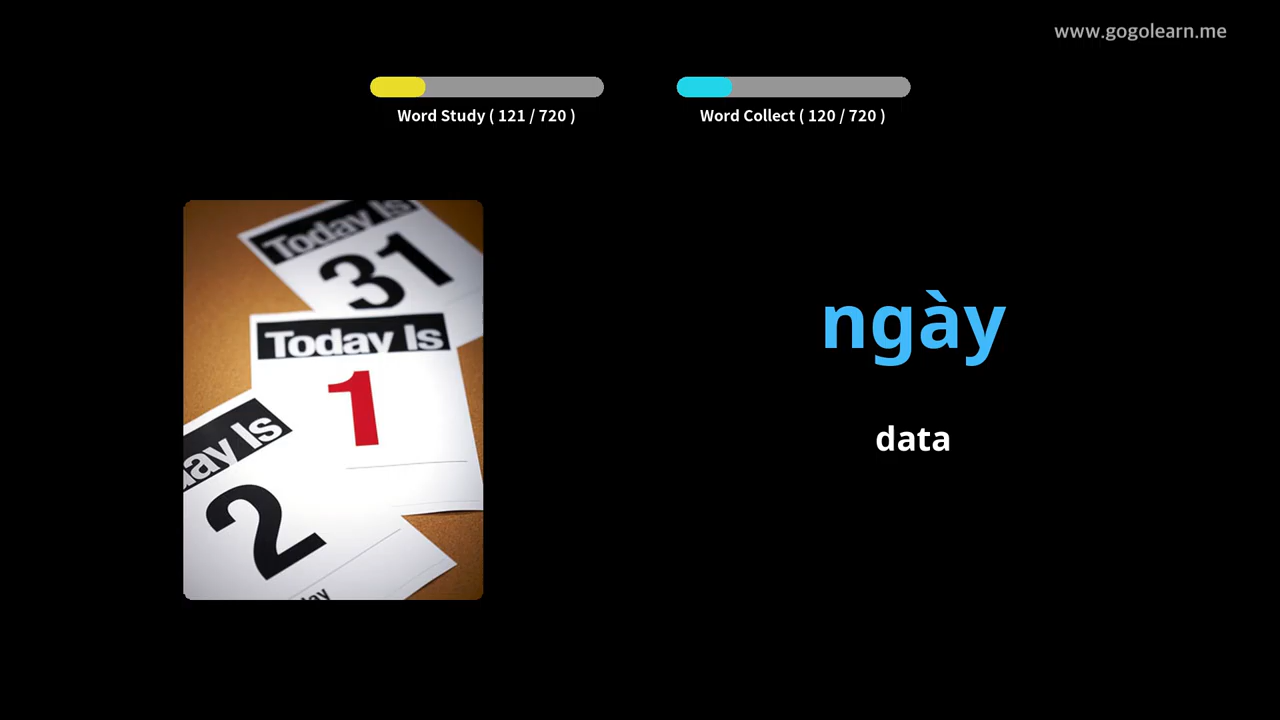 www.gogolearn.me
Word Study ( 121 / 720 )
Word Collect ( 120 / 720 )
Today Is
31
Today Is
1
ay Is
2
ngày
data